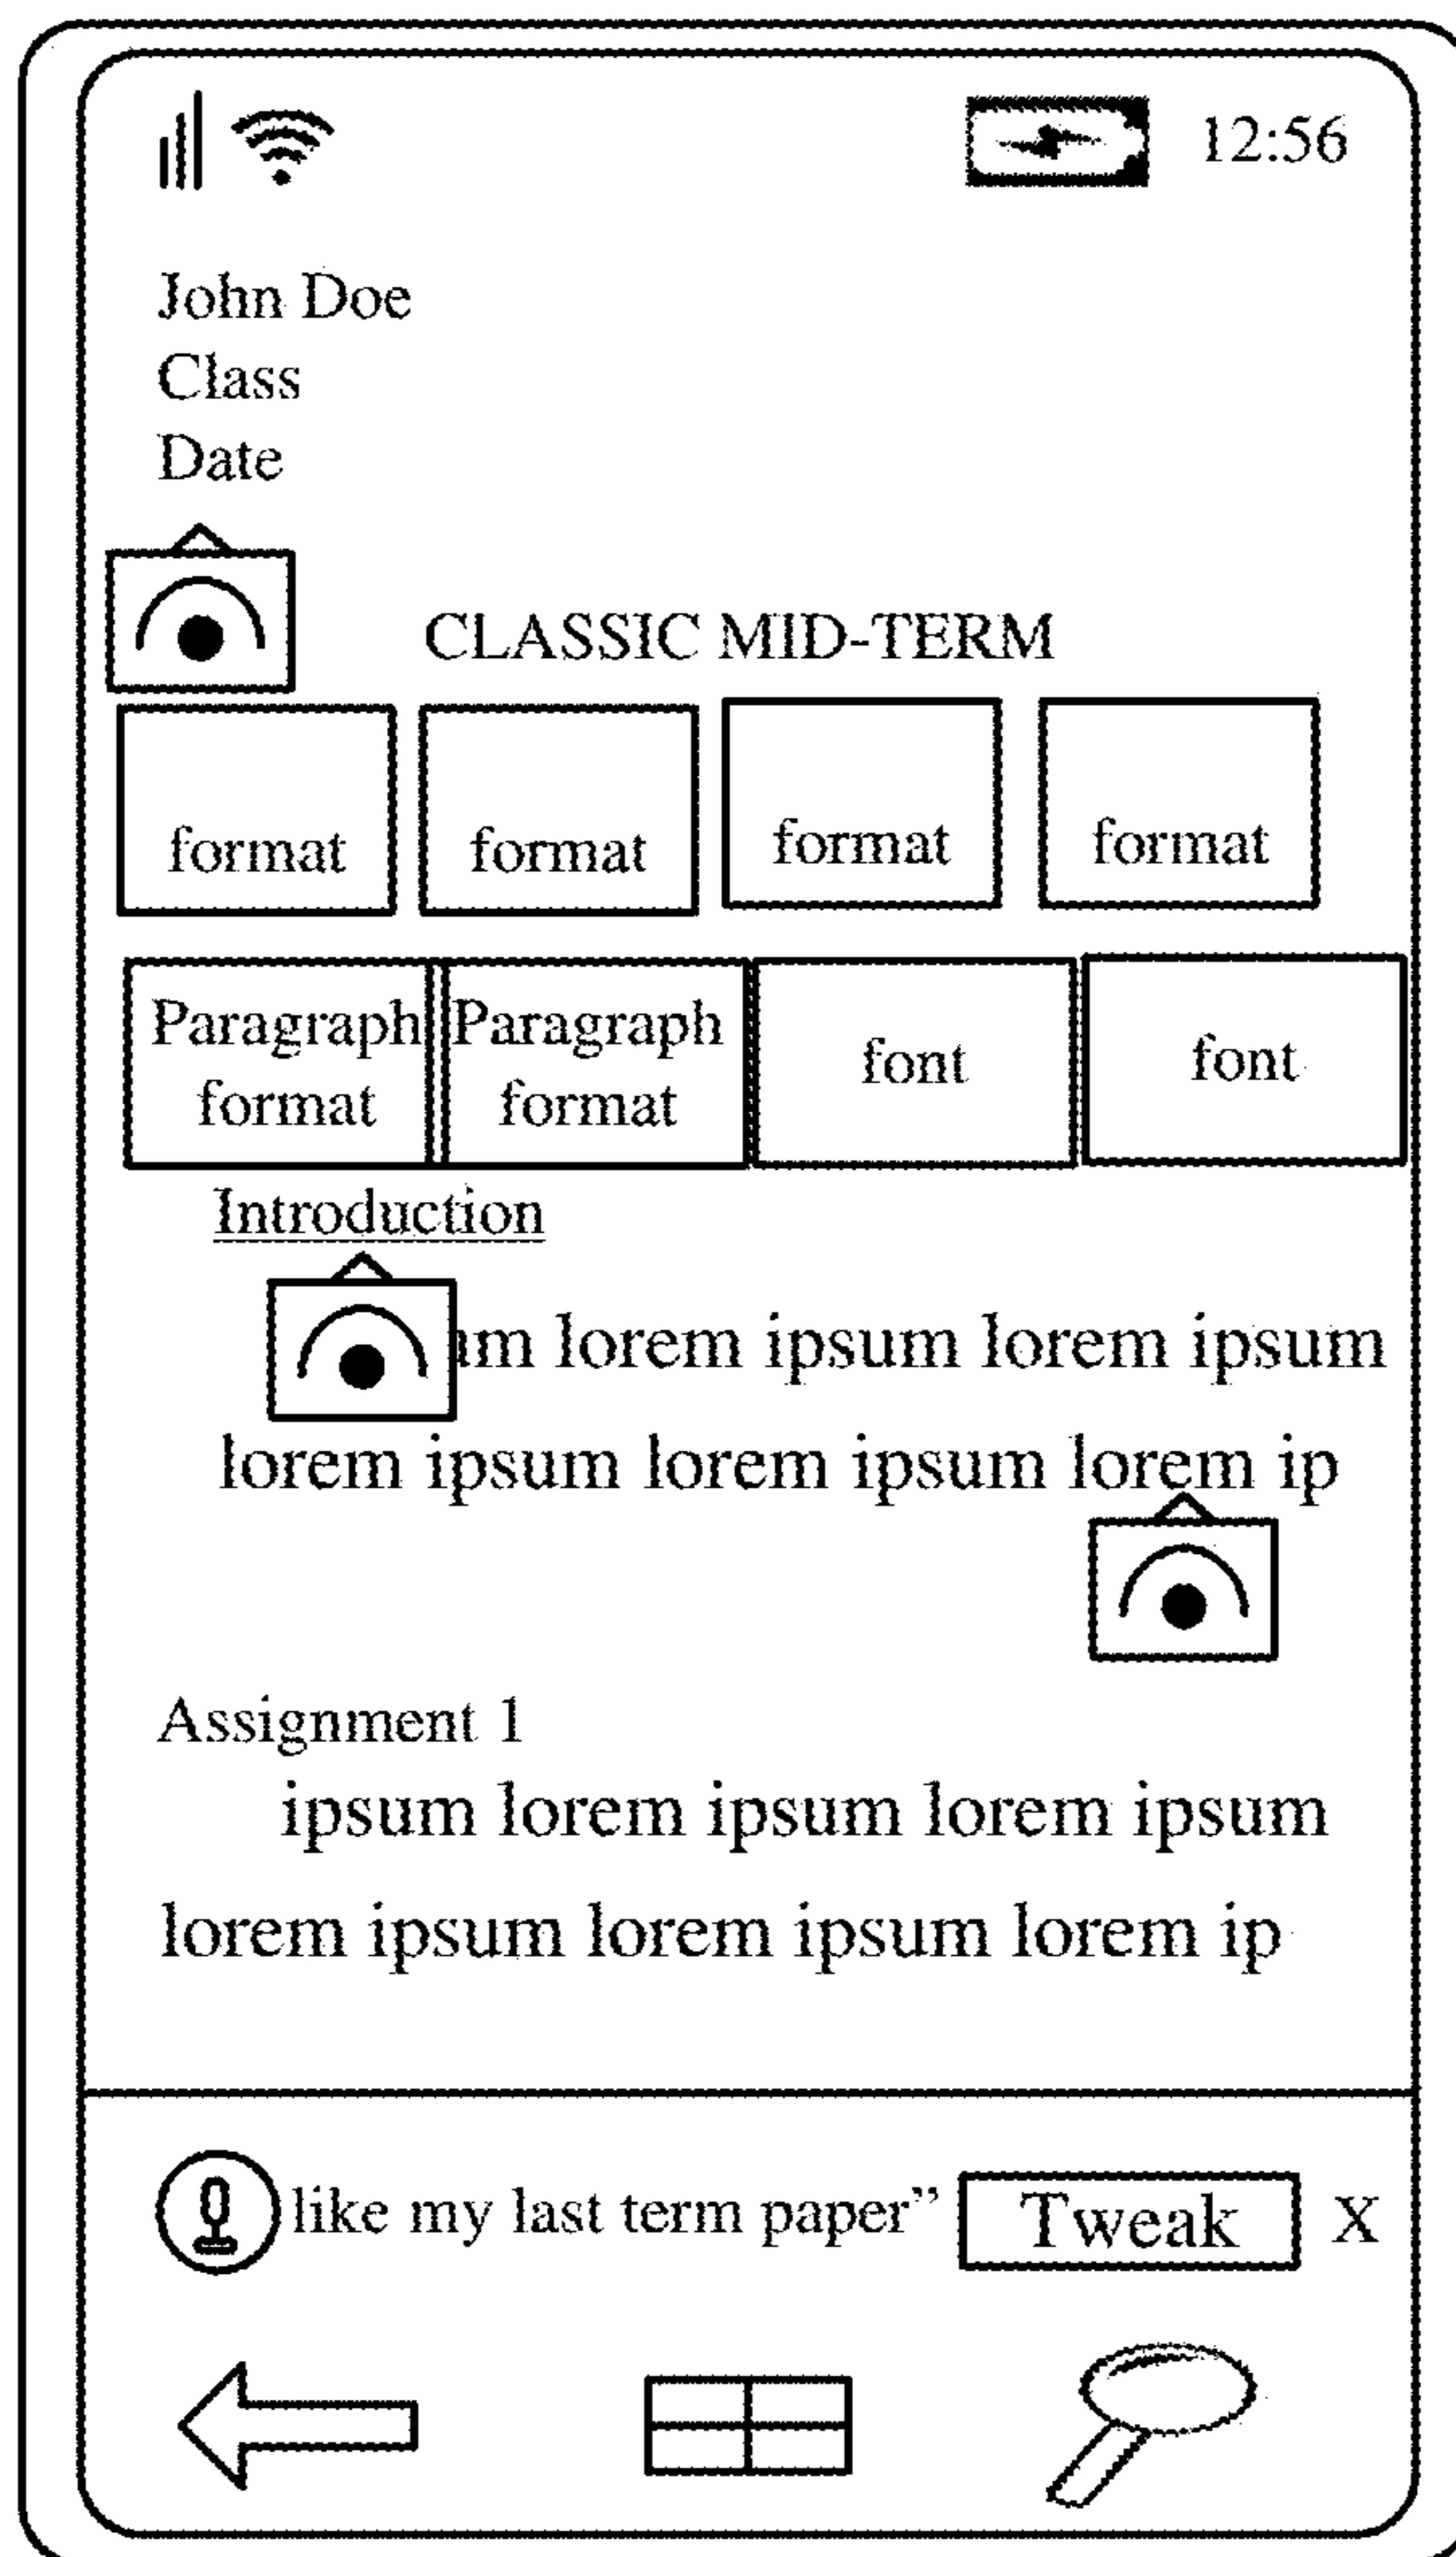 12:56
John Doe
Class
Date
CLASSIC MID-TERM
format format format format
Paragraph format Paragraph format font font
Introduction
um lorem ipsum lorem ipsum
lorem ipsum lorem ipsum lorem ip
Assignment 1
ipsum lorem ipsum lorem ipsum
lorem ipsum lorem ipsum lorem ip
like my last term paper” Tweak X